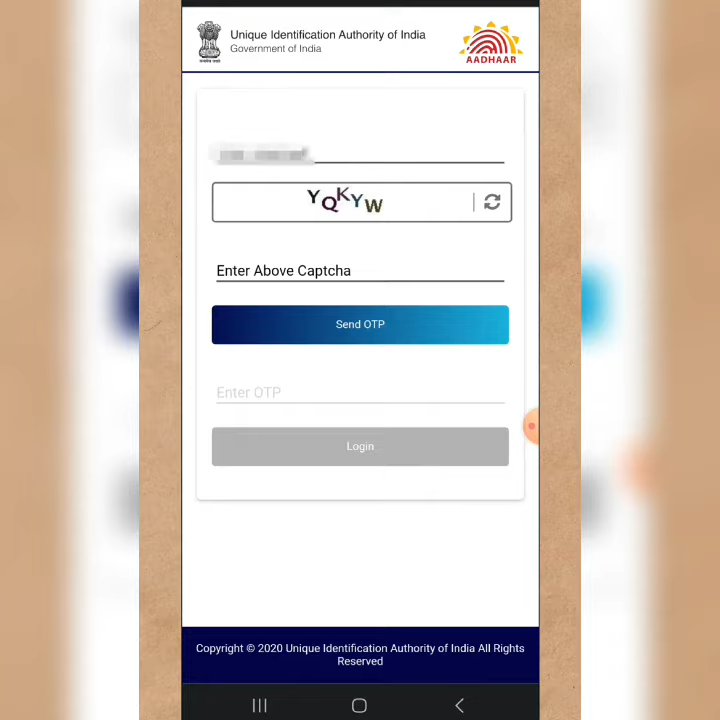 Unique Identification Authority of India
Government of India
AADHAAR
YQKYW
Enter Above Captcha
Send OTP
Enter OTP
Login
Copyright © 2020 Unique Identification Authority of India All Rights
Reserved